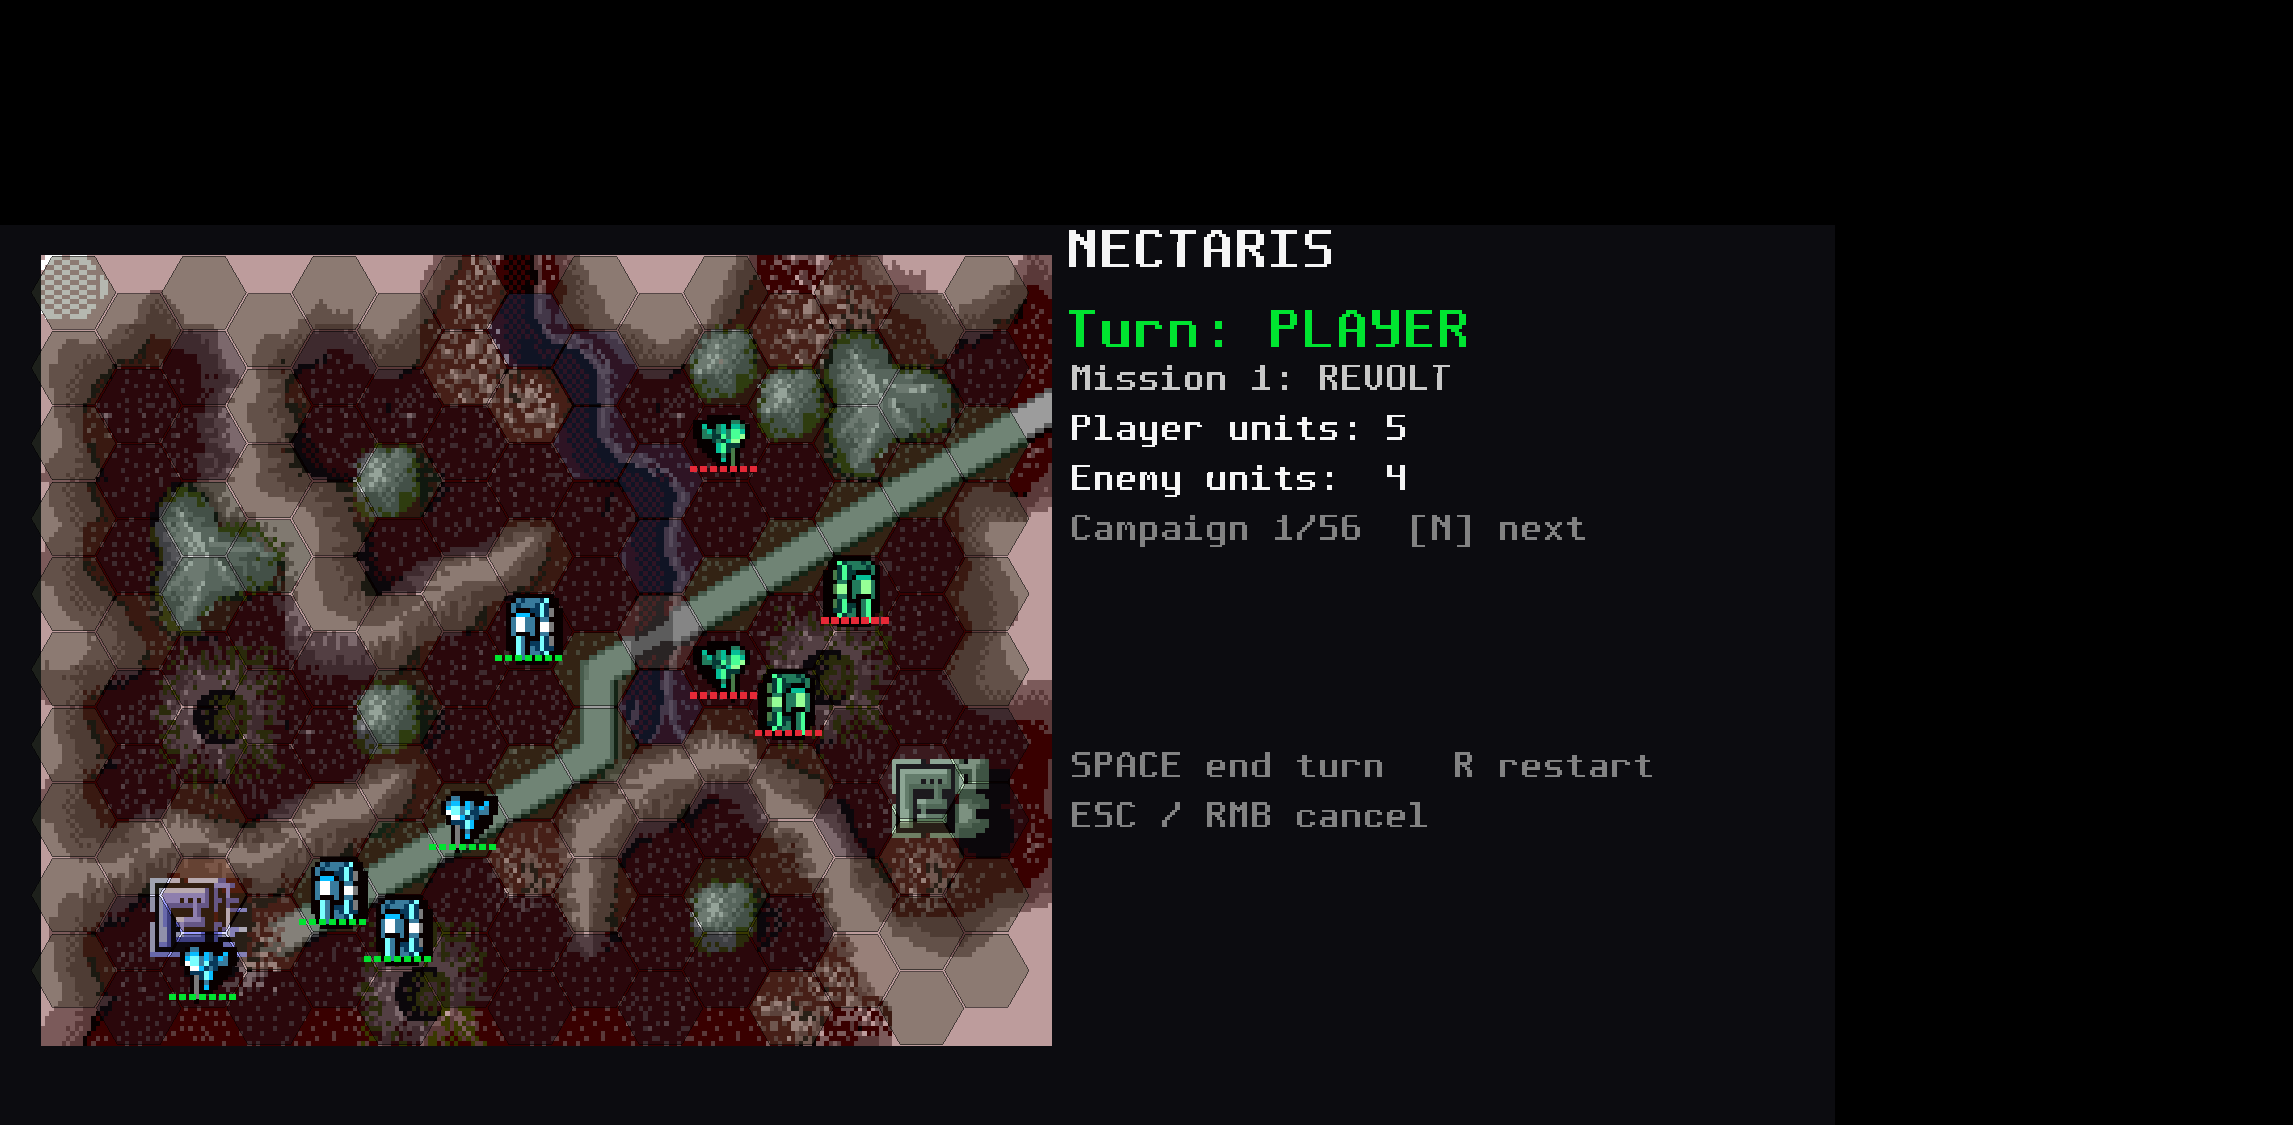 NECTARIS
Turn: PLAYER
Mission 1: REVOLT
Player units: 5
Enemy units:  4
Campaign 1/56  [N] next
SPACE end turn   R restart
ESC / RMB cancel